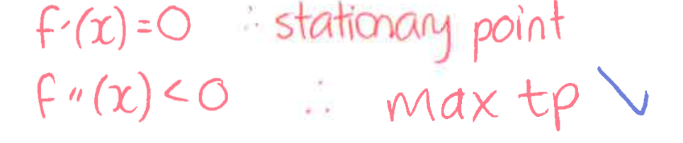 f'(x)=0 ∴ stationary point
f''(x)<0 ∴ max tp